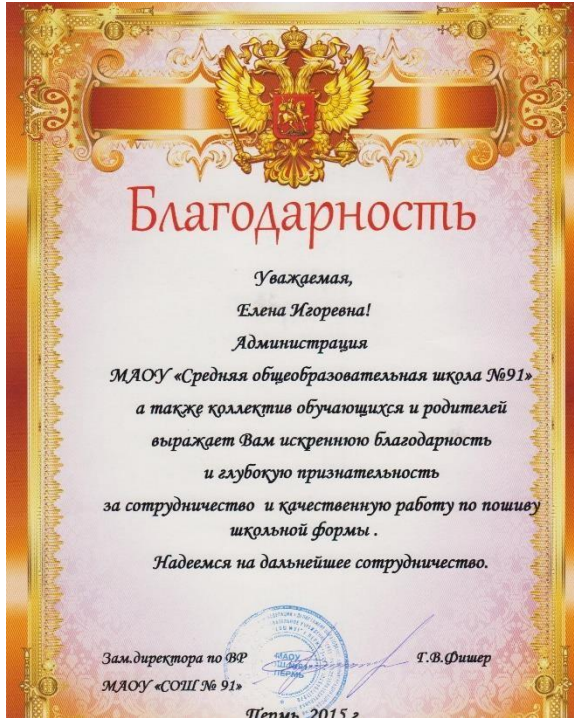 Благодарность
Уважаемая,
Елена Игоревна!
Администрация
МАОУ «Средняя общеобразовательная школа №91»
а также коллектив обучающихся и родителей
выражает Вам искреннюю благодарность
и глубокую признательность
за сотрудничество и качественную работу по пошиву
школьной формы .
Надеемся на дальнейшее сотрудничество.
Зам.директора по ВР Г.В.Фишер
МАОУ «СОШ № 91»
МАОУ
ПЕРМЬ
Пермь, 2015 г